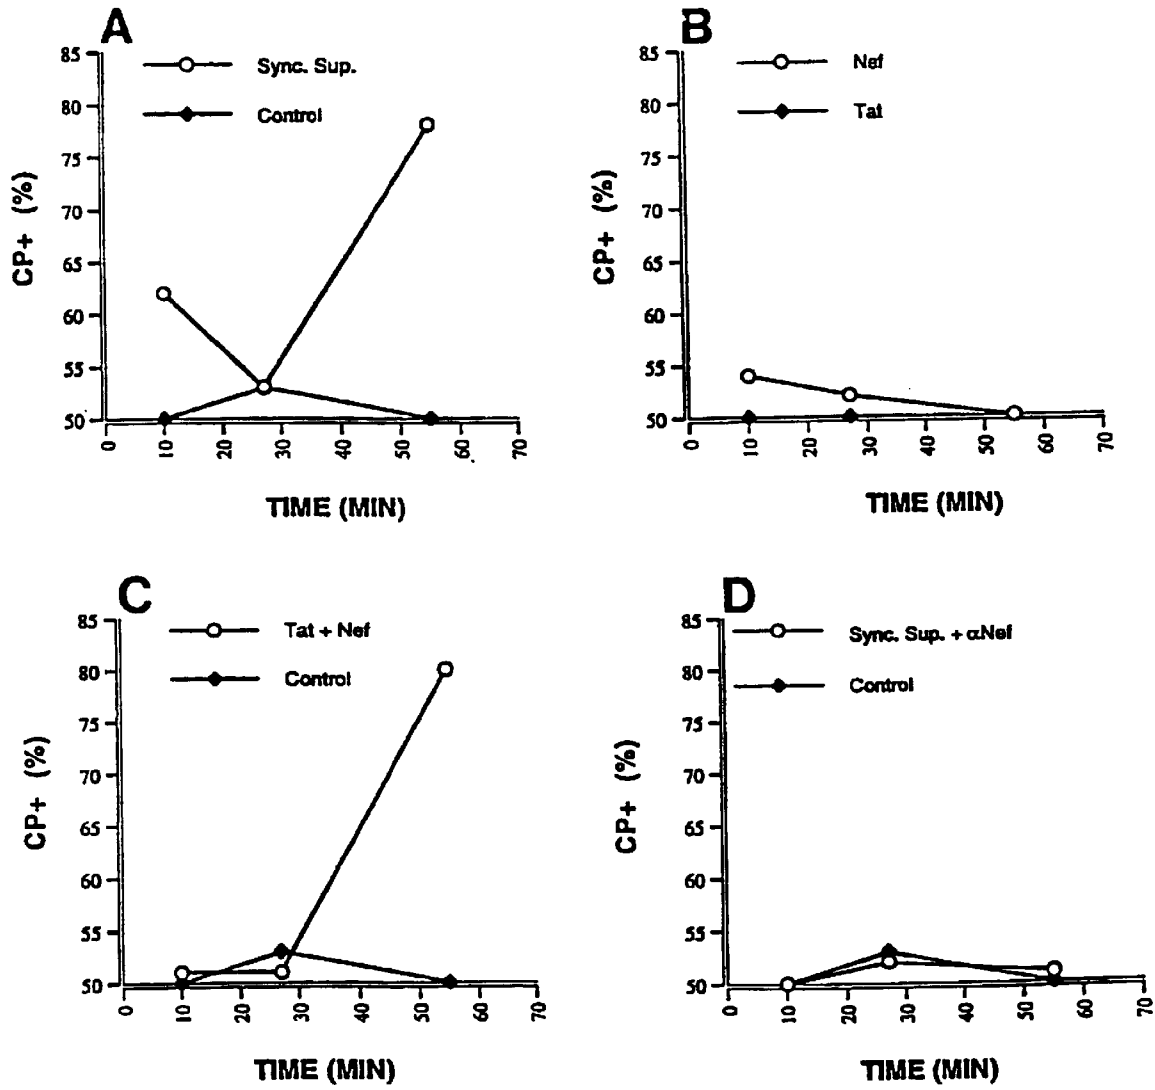 A
85
80
75
70
65
60
55
50
CP+ (%)
Sync. Sup.
Control
0 10 20 30 40 50 60 70
TIME (MIN)
B
85
80
75
70
65
60
55
50
CP+ (%)
Nef
Tat
0 10 20 30 40 50 60 70
TIME (MIN)
C
85
80
75
70
65
60
55
50
CP+ (%)
Tat + Nef
Control
0 10 20 30 40 50 60 70
TIME (MIN)
D
85
80
75
70
65
60
55
50
CP+ (%)
Sync. Sup. + αNef
Control
0 10 20 30 40 50 60 70
TIME (MIN)